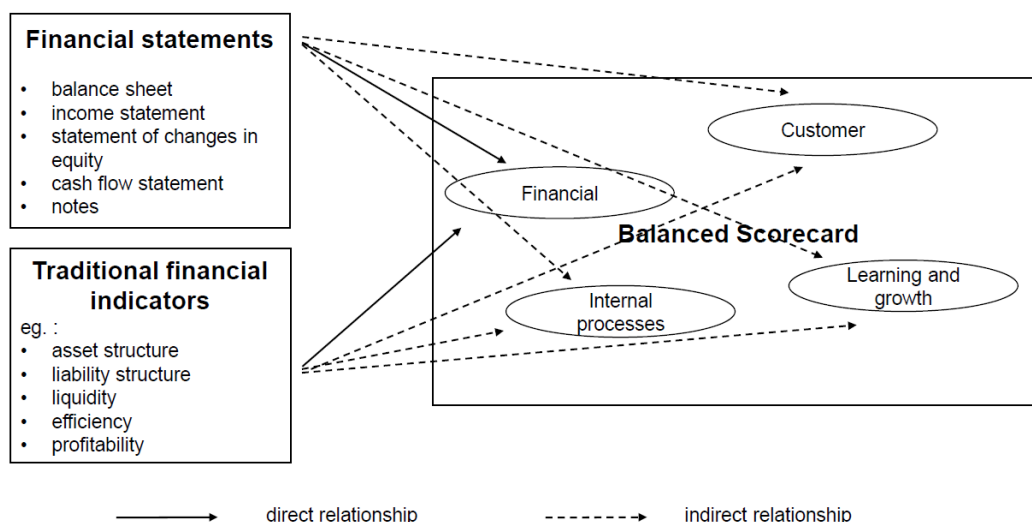 Financial statements
• balance sheet
• income statement
• statement of changes in
equity
• cash flow statement
• notes
Traditional financial
indicators
eg. :
• asset structure
• liability structure
• liquidity
• efficiency
• profitability
Customer
Financial
Balanced Scorecard
Learning and
growth
Internal
processes
direct relationship
indirect relationship